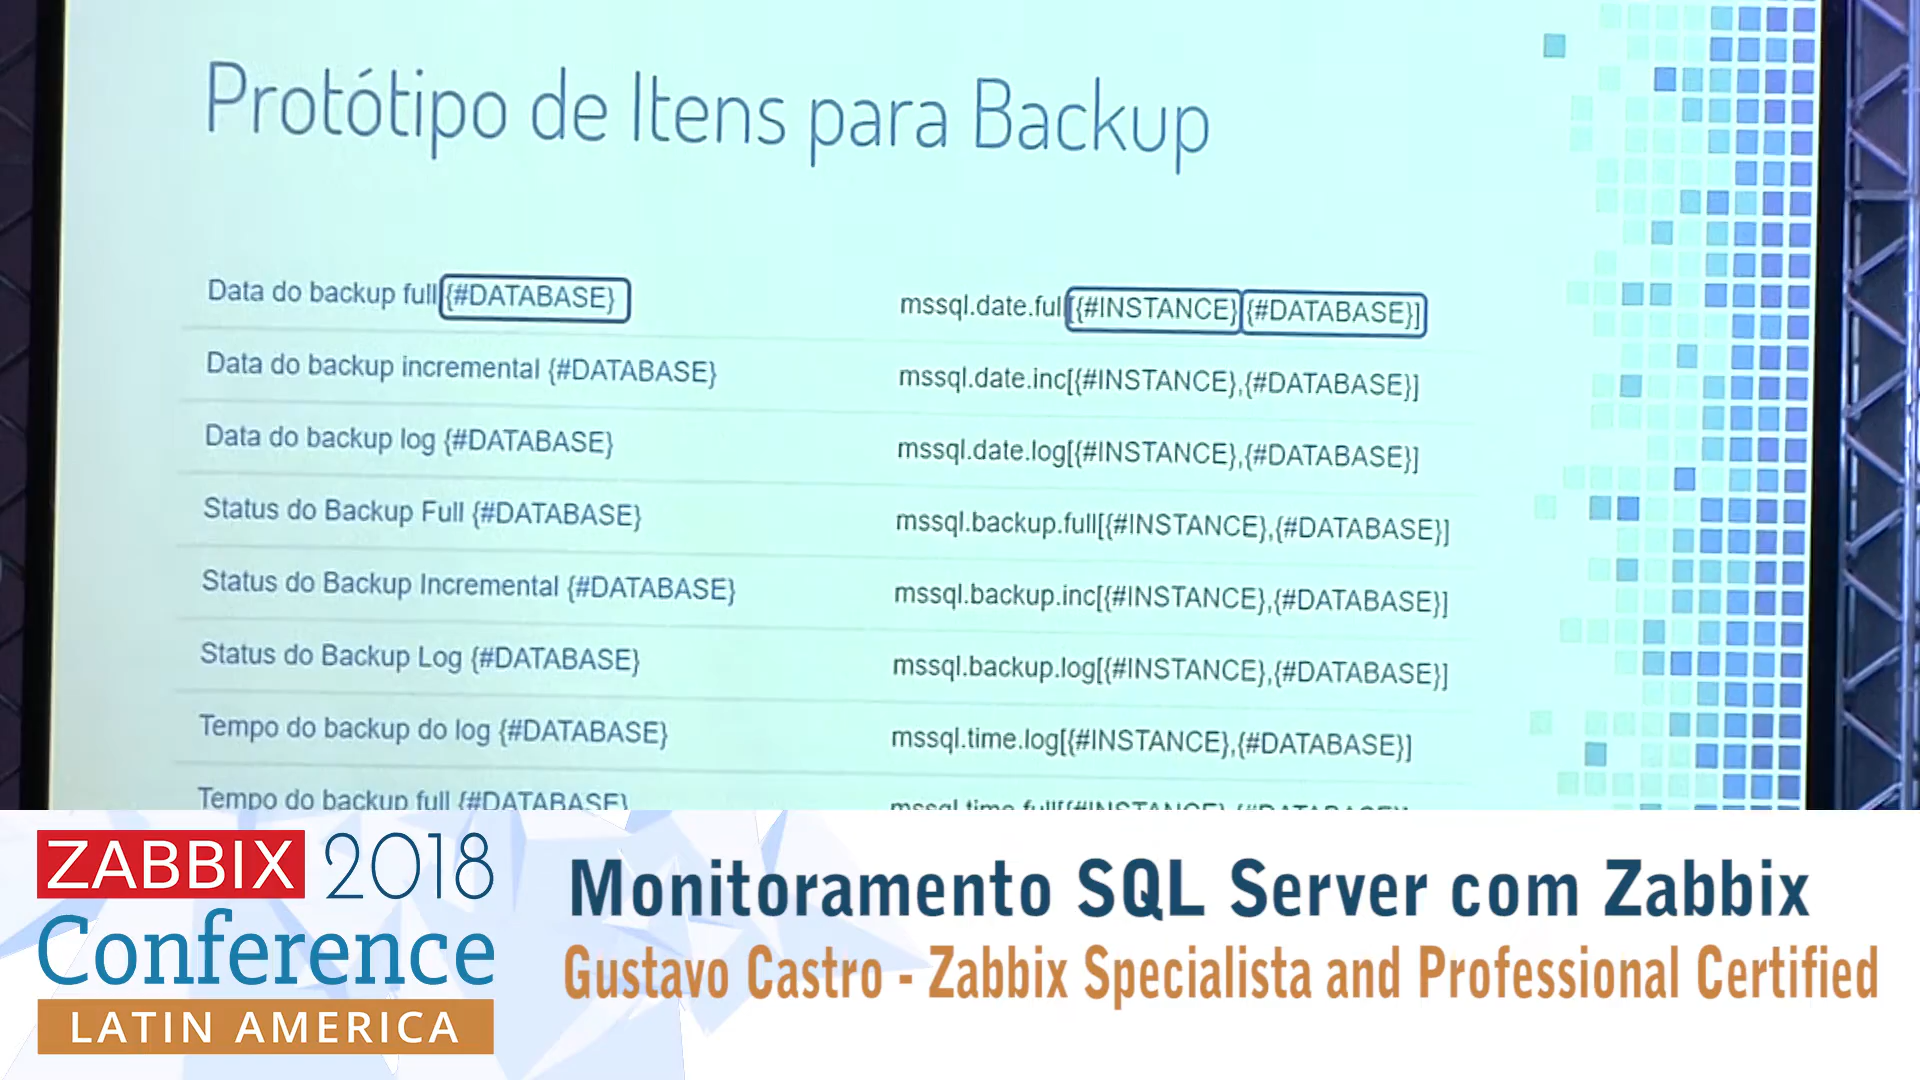 Protótipo de Itens para Backup
Data do backup full {#DATABASE} mssql.date.full[{#INSTANCE},{#DATABASE}]
Data do backup incremental {#DATABASE} mssql.date.inc[{#INSTANCE},{#DATABASE}]
Data do backup log {#DATABASE} mssql.date.log[{#INSTANCE},{#DATABASE}]
Status do Backup Full {#DATABASE} mssql.backup.full[{#INSTANCE},{#DATABASE}]
Status do Backup Incremental {#DATABASE} mssql.backup.inc[{#INSTANCE},{#DATABASE}]
Status do Backup Log {#DATABASE} mssql.backup.log[{#INSTANCE},{#DATABASE}]
Tempo do backup do log {#DATABASE} mssql.time.log[{#INSTANCE},{#DATABASE}]
Tempo do backup full {#DATABASE} mssql.time.full[{#INSTANCE},{#DATABASE}]
ZABBIX 2018
Conference
LATIN AMERICA
Monitoramento SQL Server com Zabbix
Gustavo Castro - Zabbix Specialista and Professional Certified